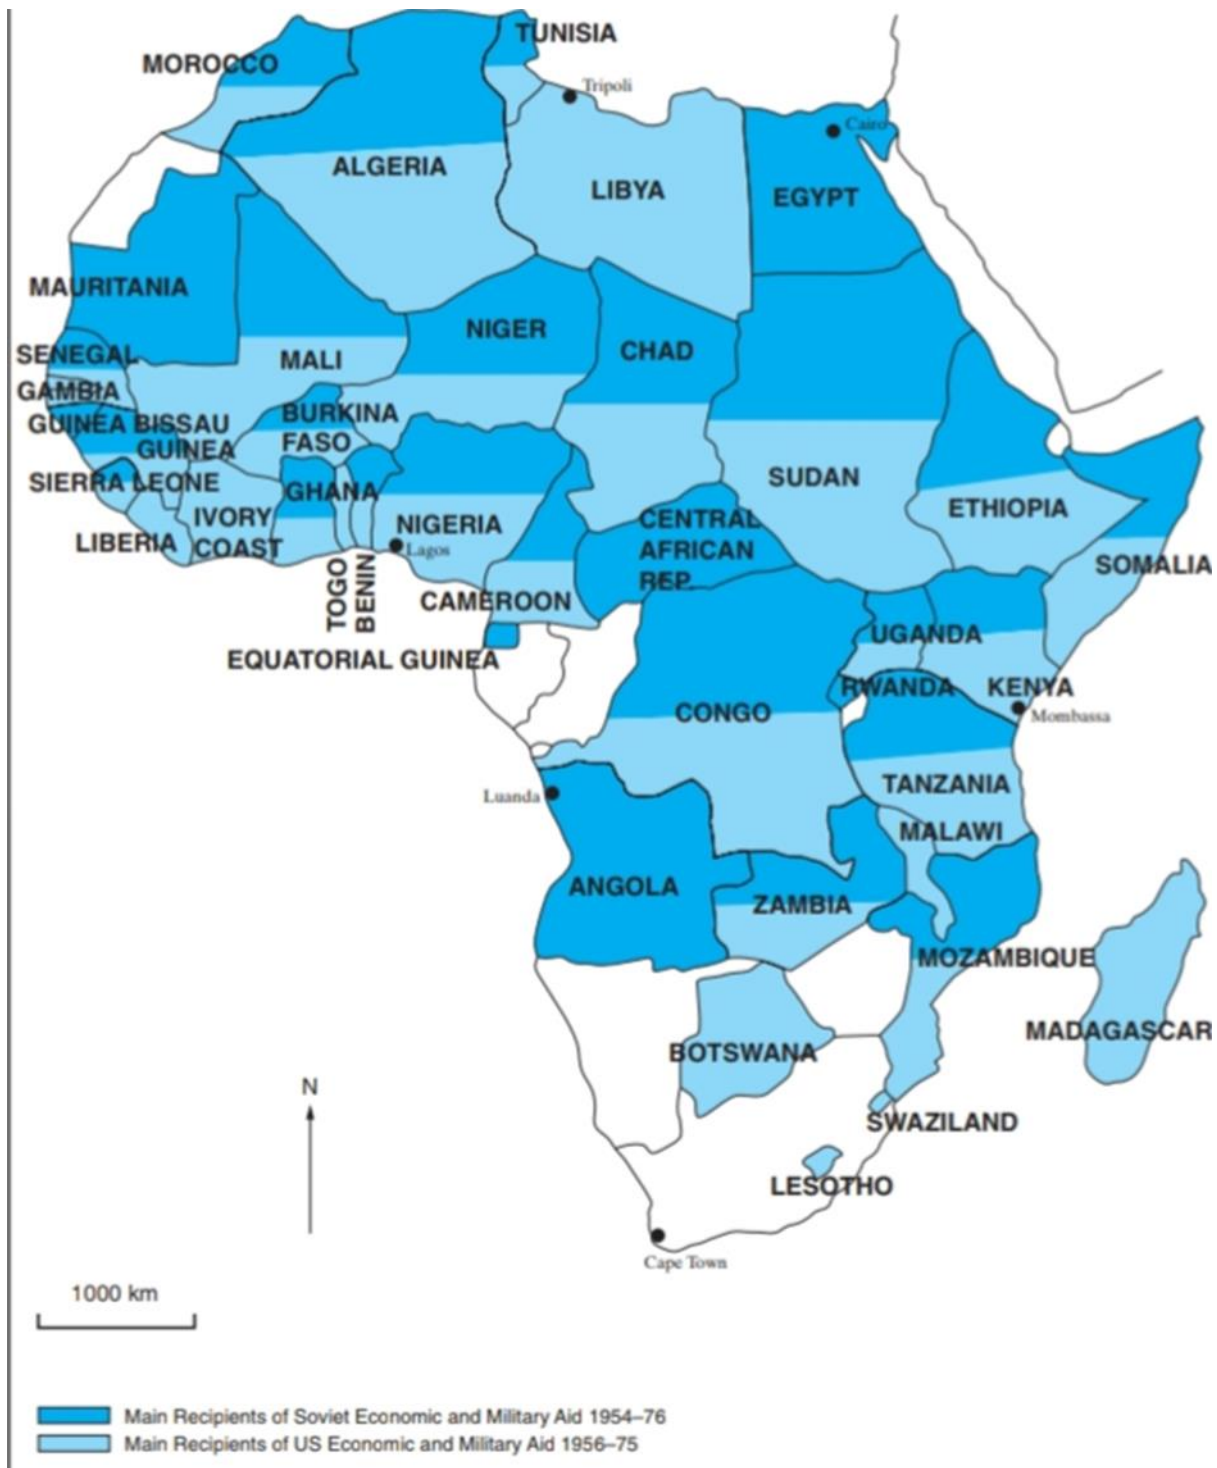 TUNISIA
MOROCCO
Tripoli
Cairo
ALGERIA
LIBYA
EGYPT
MAURITANIA
NIGER
CHAD
SENEGAL
MALI
GAMBIA
BURKINA
FASO
GUINEA BISSAU
GUINEA
SIERRA LEONE
GHANA
SUDAN
ETHIOPIA
IVORY
COAST
NIGERIA
CENTRAL
AFRICAN
REP.
LIBERIA
Lagos
SOMALIA
TOGO
BENIN
CAMEROON
UGANDA
EQUATORIAL GUINEA
RWANDA
KENYA
CONGO
Mombassa
TANZANIA
Luanda
MALAWI
ANGOLA
ZAMBIA
MOZAMBIQUE
MADAGASCAR
BOTSWANA
N
SWAZILAND
LESOTHO
Cape Town
1000 km
Main Recipients of Soviet Economic and Military Aid 1954–76
Main Recipients of US Economic and Military Aid 1956–75